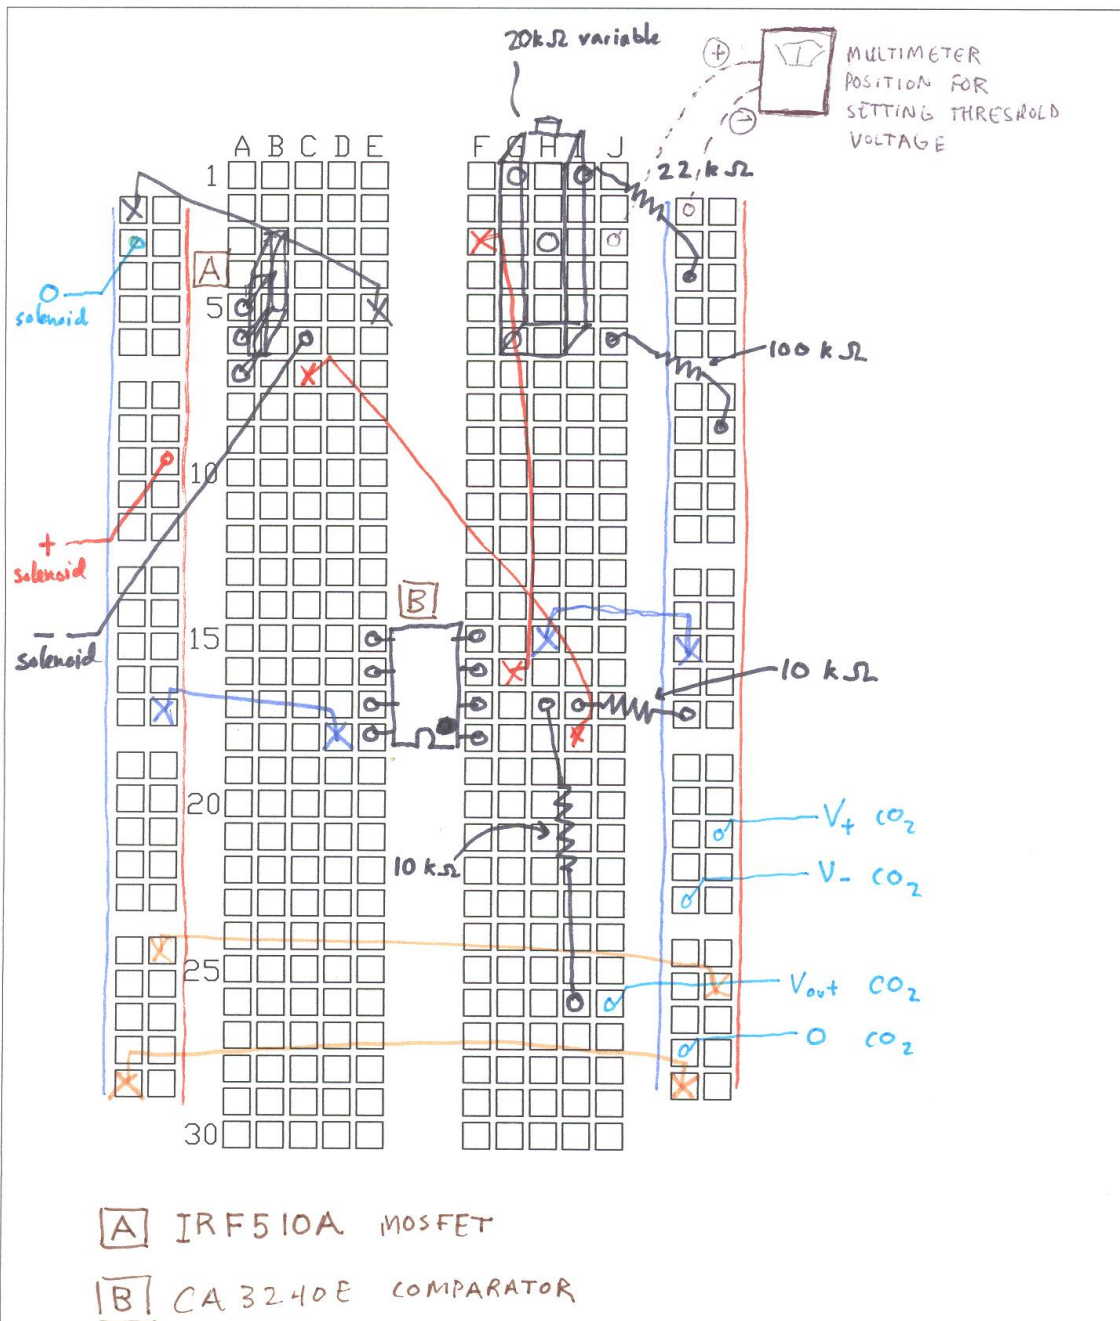 20kΩ variable
+
MULTIMETER
POSITION FOR
SETTING THRESHOLD
VOLTAGE
−
A B C D E F G H I J
1
22 kΩ
A
5
O
solenoid
100 kΩ
10
+
solenoid
B
15
−
solenoid
10 kΩ
20
V+ CO2
10 kΩ
V- CO2
25
Vout CO2
O CO2
30
A IRF510A MOSFET
B CA3240E COMPARATOR